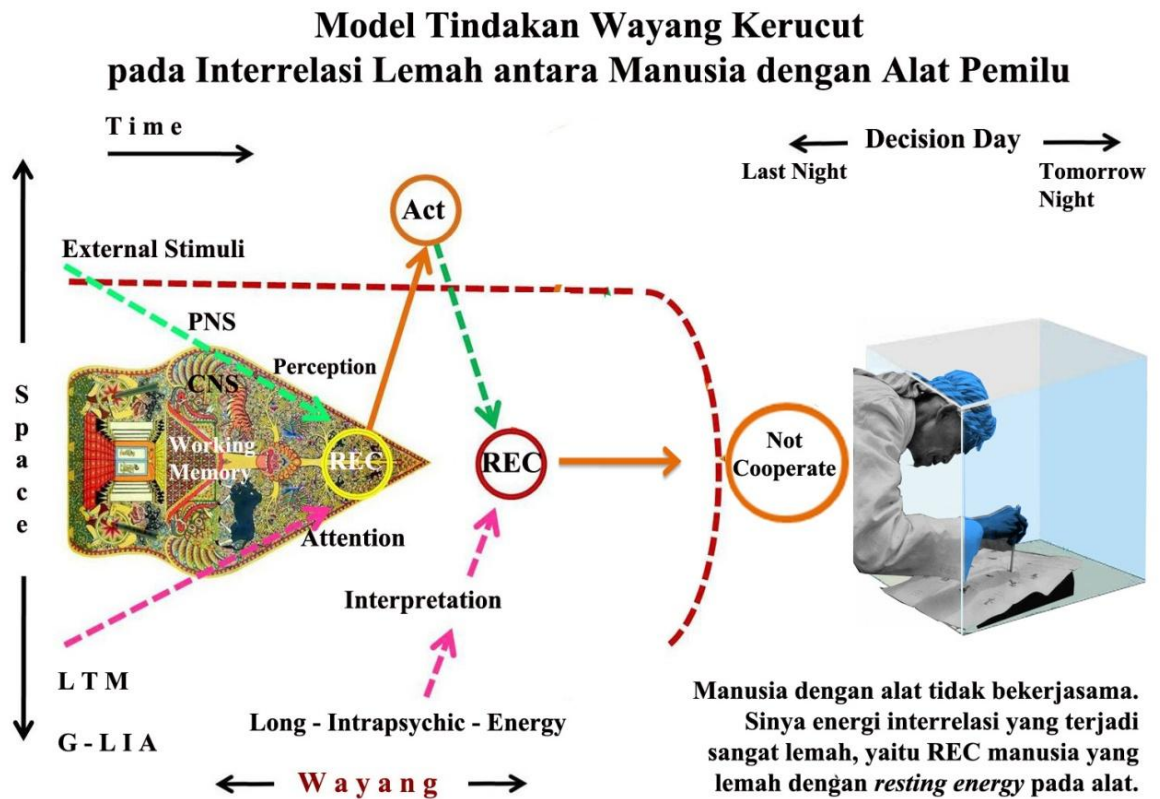 Model Tindakan Wayang Kerucut
pada Interrelasi Lemah antara Manusia dengan Alat Pemilu
Time
Decision Day
Last Night
Tomorrow
Night
Act
External Stimuli
PNS
Perception
CNS
Space
Working
Memory
REC
REC
Not
Cooperate
Attention
Interpretation
LTM
G-LIA
Long - Intrapsychic - Energy
Wayang
Manusia dengan alat tidak bekerjasama.
Sinya energi interrelasi yang terjadi
sangat lemah, yaitu REC manusia yang
lemah dengan resting energy pada alat.